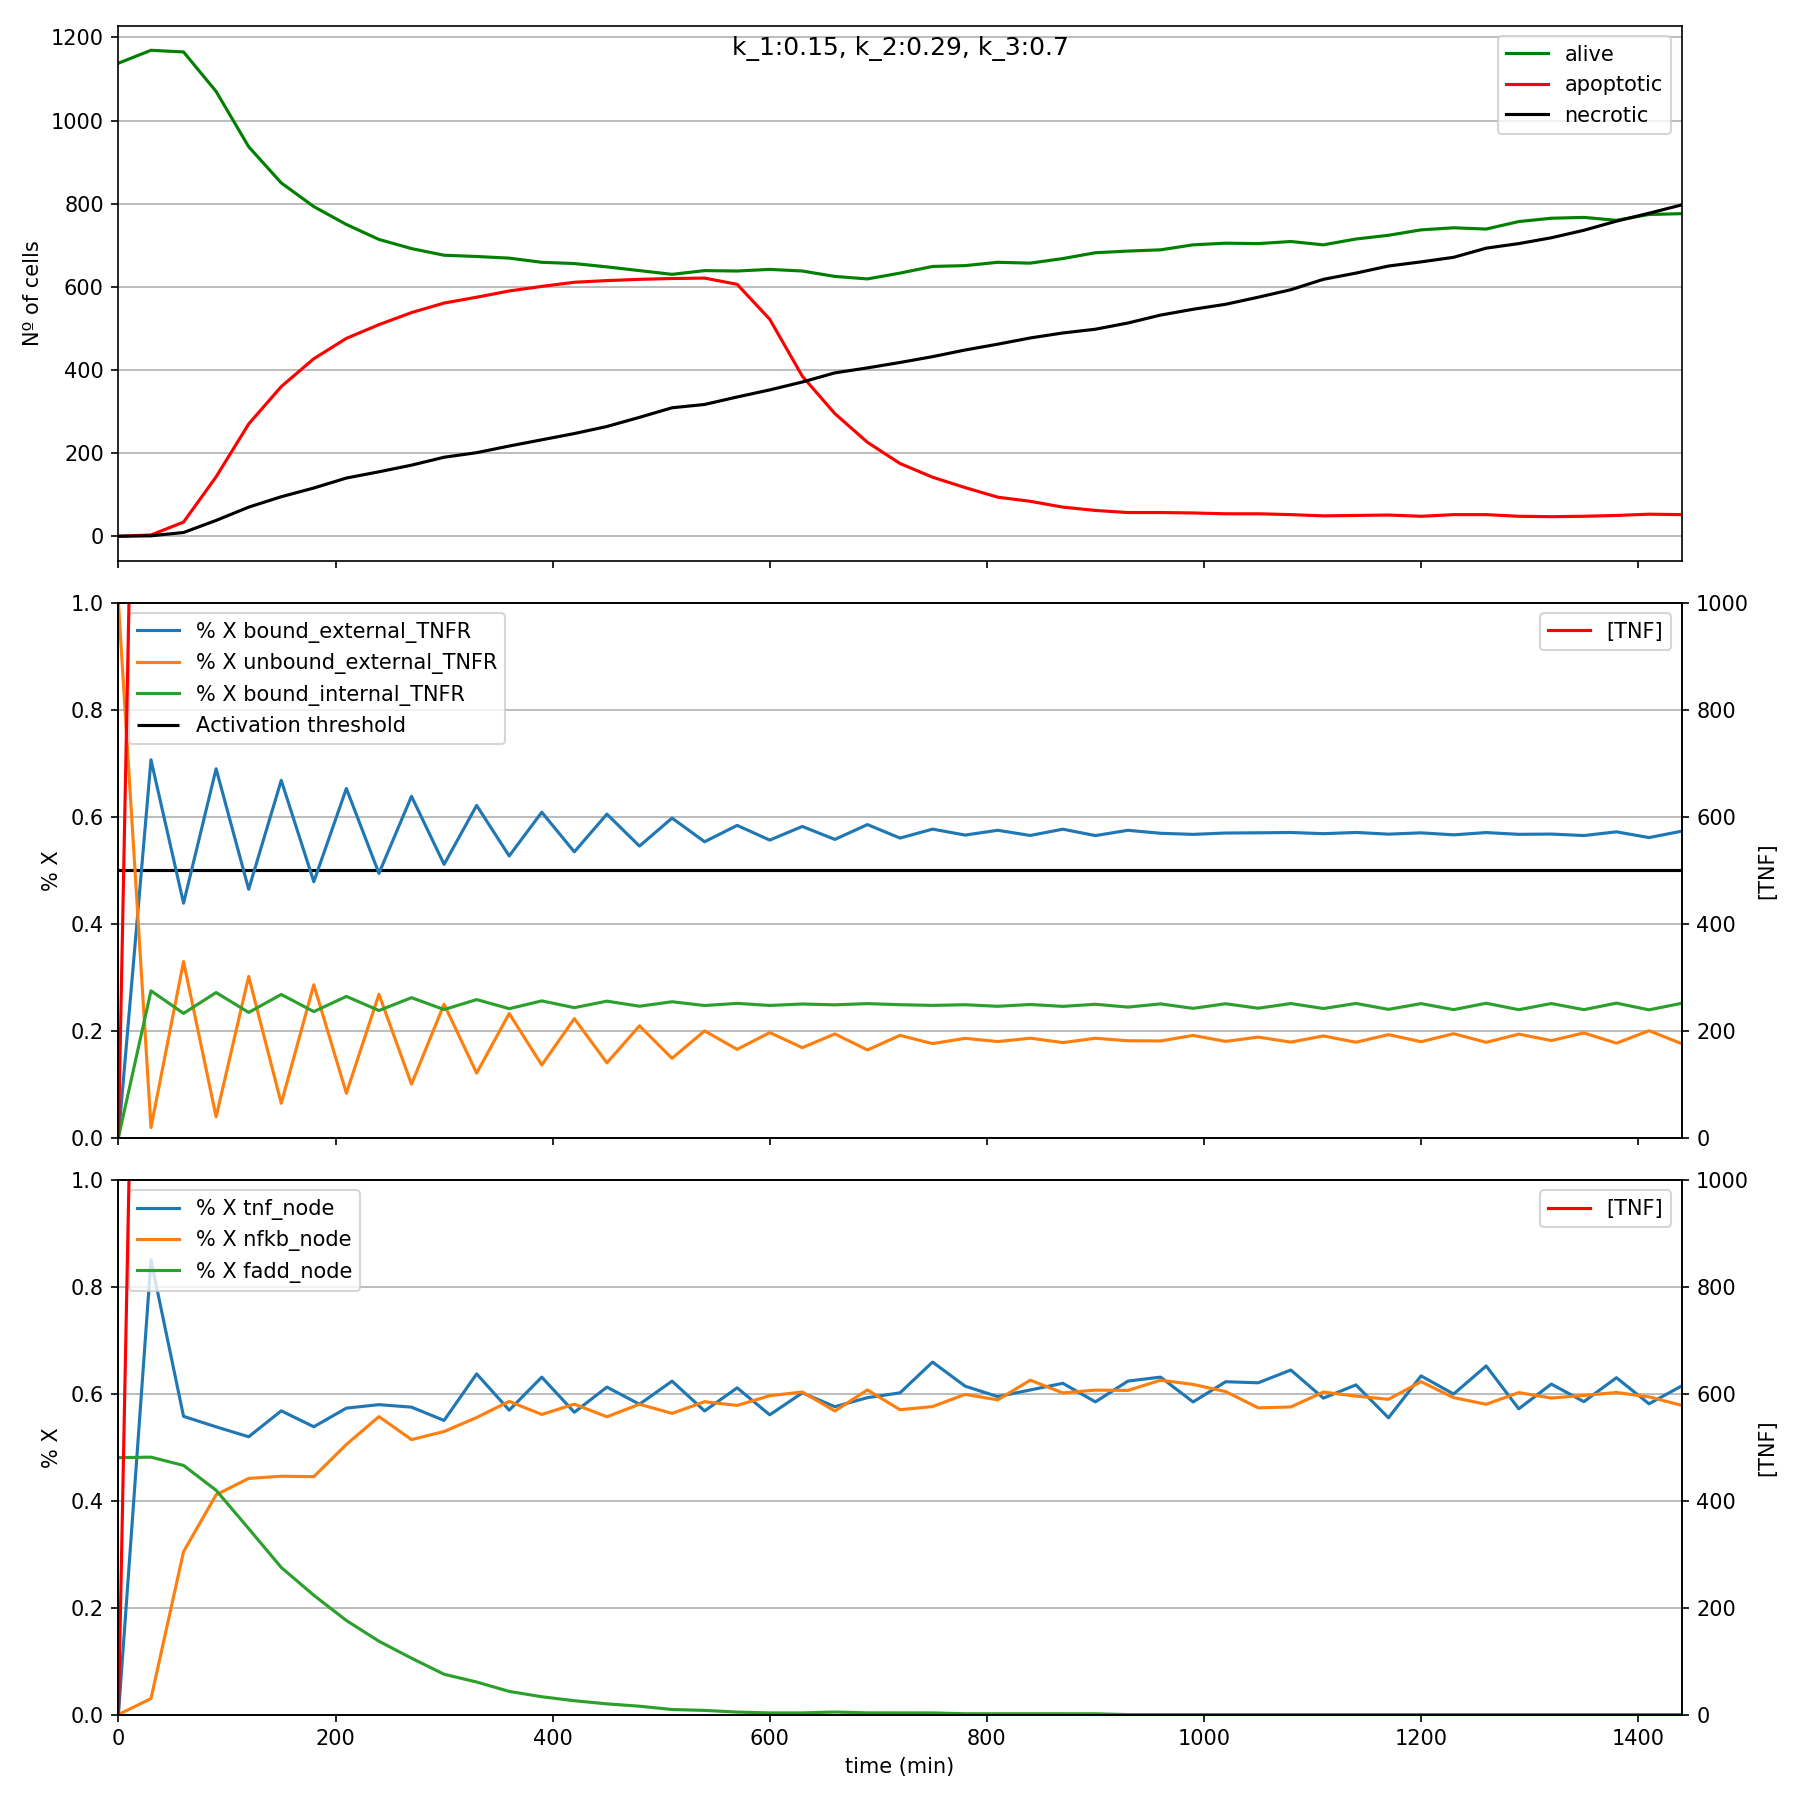 k_1:0.15, k_2:0.29, k_3:0.7
1200
1000
800
600
400
200
0
Nº of cells
alive
apoptotic
necrotic
1.0
0.8
0.6
0.4
0.2
0.0
% X
% X bound_external_TNFR
% X unbound_external_TNFR
% X bound_internal_TNFR
Activation threshold
[TNF]
1000
800
600
400
200
0
[TNF]
1.0
0.8
0.6
0.4
0.2
0.0
% X
% X tnf_node
% X nfkb_node
% X fadd_node
[TNF]
1000
800
600
400
200
0
[TNF]
0 200 400 600 800 1000 1200 1400
time (min)